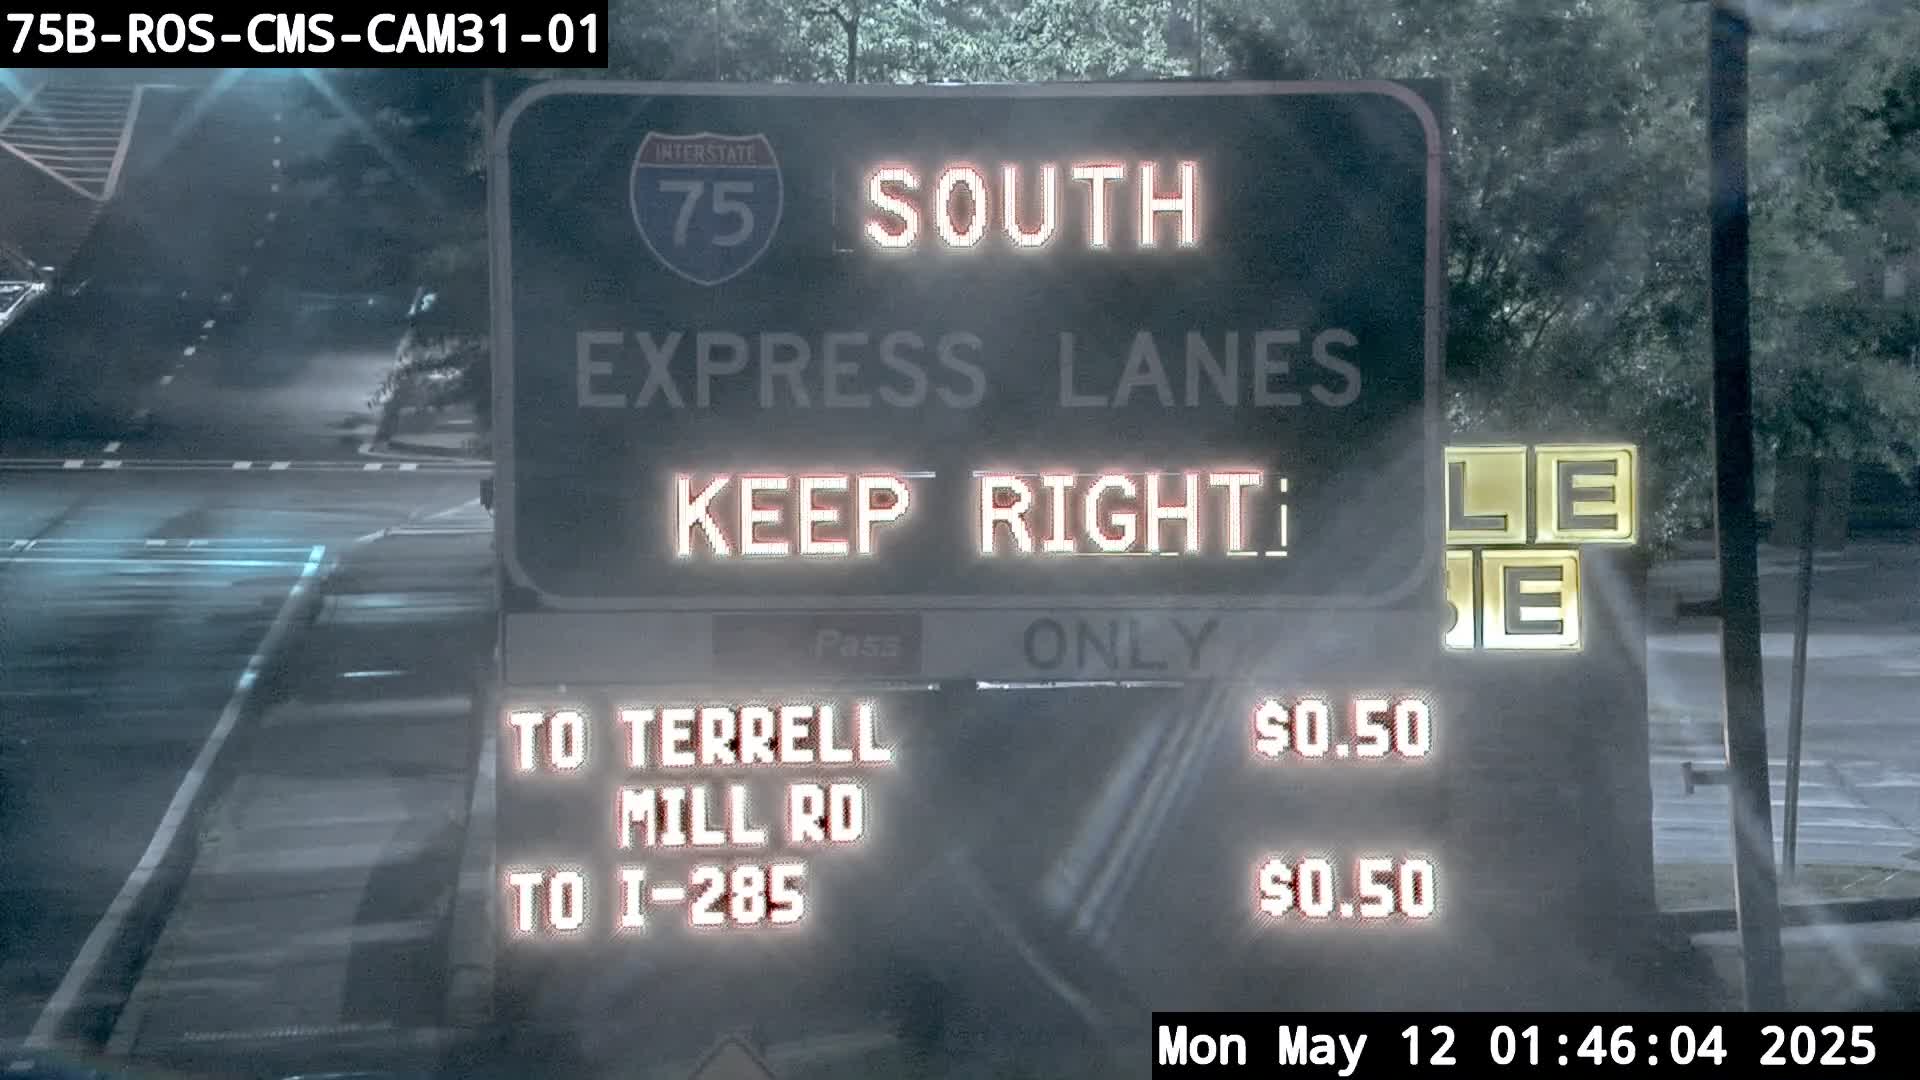 75B-ROS-CMS-CAM31-01
INTERSTATE
75
SOUTH
EXPRESS LANES
KEEP RIGHT
Pass ONLY
TO TERRELL $0.50
MILL RD
TO I-285 $0.50
LE
E
Mon May 12 01:46:04 2025